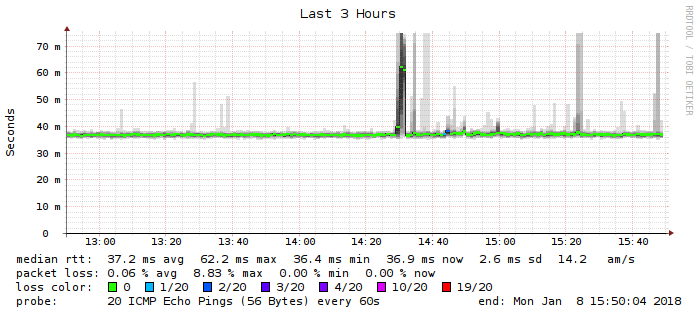 Last 3 Hours
RRDTOOL / TOBI OETIKER
Seconds
70 m
60 m
50 m
40 m
30 m
20 m
10 m
0
13:00 13:20 13:40 14:00 14:20 14:40 15:00 15:20 15:40
median rtt: 37.2 ms avg 62.2 ms max 36.4 ms min 36.9 ms now 2.6 ms sd 14.2 am/s
packet loss: 0.06 % avg 8.83 % max 0.00 % min 0.00 % now
loss color: 0 1/20 2/20 3/20 4/20 10/20 19/20
probe: 20 ICMP Echo Pings (56 Bytes) every 60s end: Mon Jan 8 15:50:04 2018